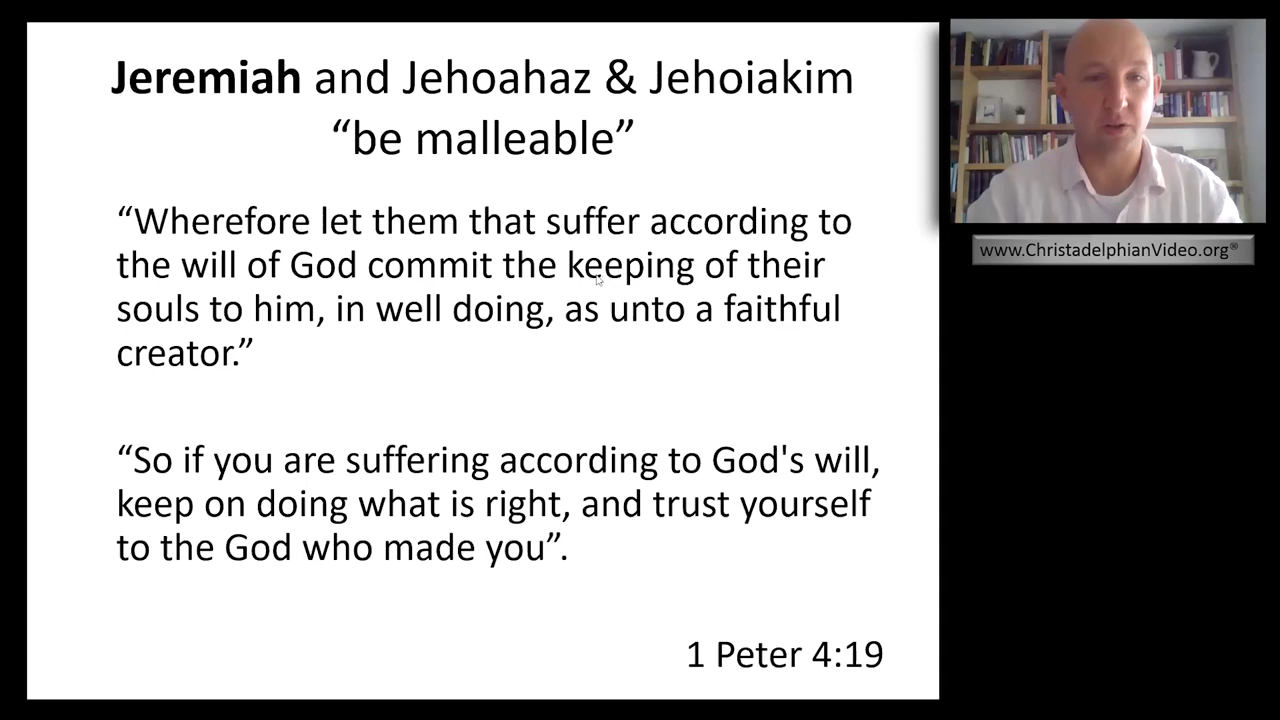 Jeremiah and Jehoahaz & Jehoiakim
“be malleable”
“Wherefore let them that suffer according to
the will of God commit the keeping of their
souls to him, in well doing, as unto a faithful
creator.”
“So if you are suffering according to God's will,
keep on doing what is right, and trust yourself
to the God who made you”.
1 Peter 4:19
www.ChristadelphianVideo.org®